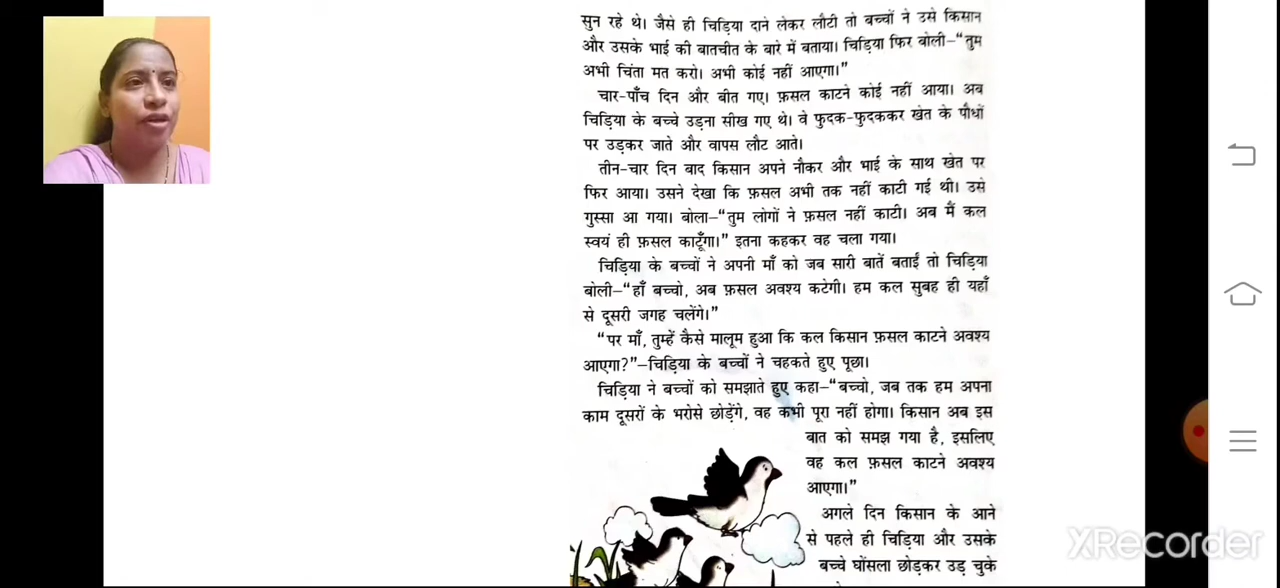 सुन रहे थे। जैसे ही चिड़िया दाने लेकर लौटी तो बच्चों ने उसे किसान
और उसके भाई की बातचीत के बारे में बताया। चिड़िया फिर बोली–“तुम
अभी चिंता मत करो। अभी कोई नहीं आएगा।”
चार-पाँच दिन और बीत गए। फ़सल काटने कोई नहीं आया। अब
चिड़िया के बच्चे उड़ना सीख गए थे। वे फुदक-फुदककर खेत के पौधों
पर उड़कर जाते और वापस लौट आते।
तीन-चार दिन बाद किसान अपने नौकर और भाई के साथ खेत पर
फिर आया। उसने देखा कि फ़सल अभी तक नहीं काटी गई थी। उसे
गुस्सा आ गया। बोला–“तुम लोगों ने फ़सल नहीं काटी। अब मैं कल
स्वयं ही फ़सल काटूँगा।” इतना कहकर वह चला गया।
चिड़िया के बच्चों ने अपनी माँ को जब सारी बातें बताईं तो चिड़िया
बोली–“हाँ बच्चो, अब फ़सल अवश्य कटेगी। हम कल सुबह ही यहाँ
से दूसरी जगह चलेंगे।”
“पर माँ, तुम्हें कैसे मालूम हुआ कि कल किसान फ़सल काटने अवश्य
आएगा?”–चिड़िया के बच्चों ने चहकते हुए पूछा।
चिड़िया ने बच्चों को समझाते हुए कहा–“बच्चो, जब तक हम अपना
काम दूसरों के भरोसे छोड़ेंगे, वह कभी पूरा नहीं होगा। किसान अब इस
बात को समझ गया है, इसलिए
वह कल फ़सल काटने अवश्य
आएगा।”
अगले दिन किसान के आने
से पहले ही चिड़िया और उसके
बच्चे घोंसला छोड़कर उड़ चुके
XRecorder